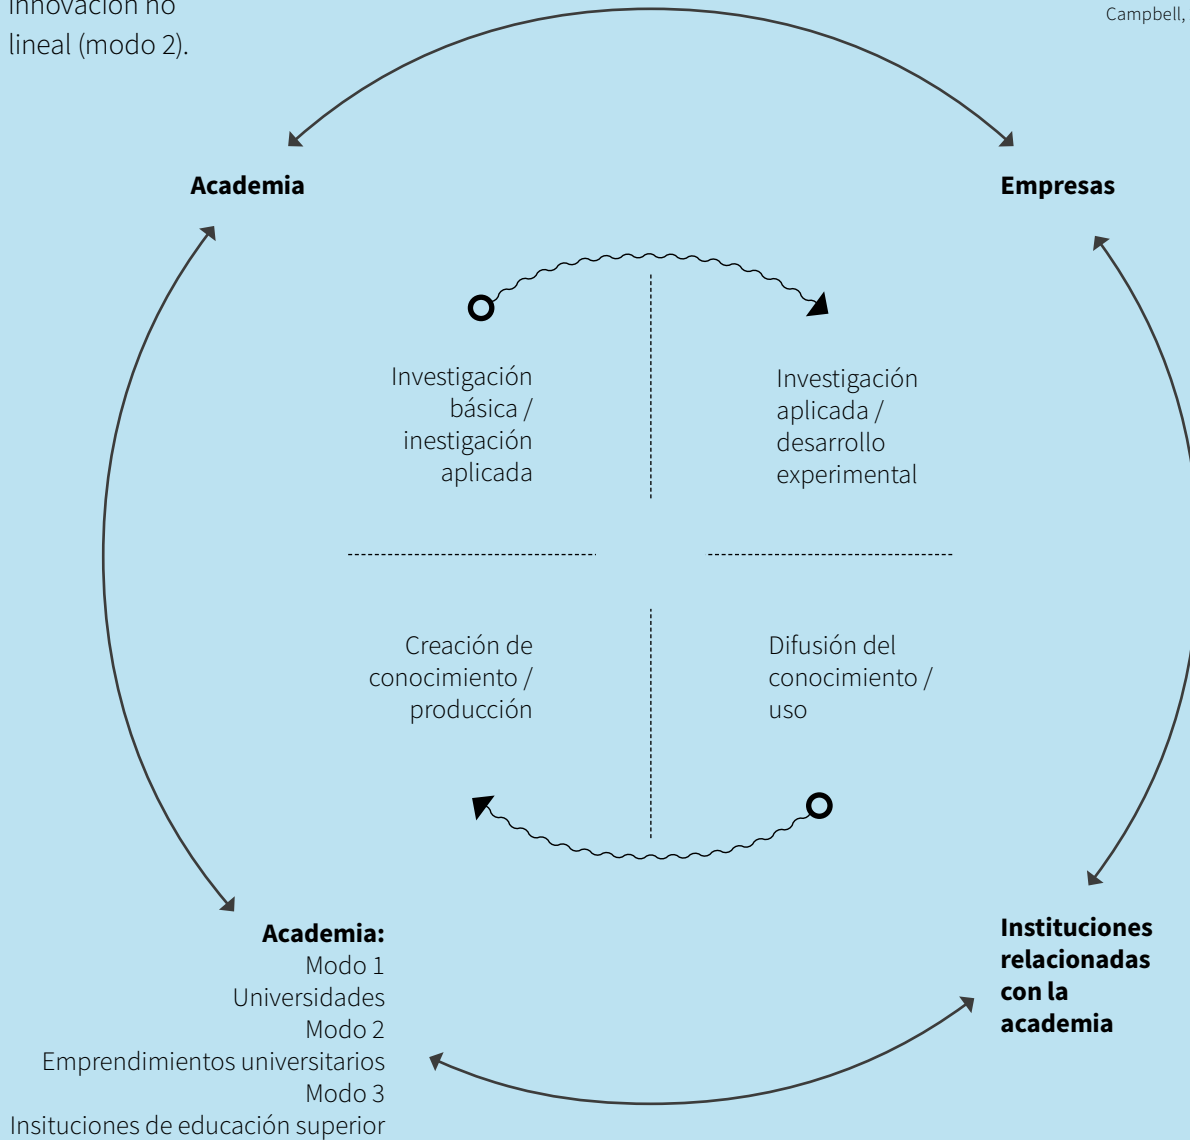 innovación no
lineal (modo 2).
Campbell,
Academia
Empresas
Investigación
básica /
inestigación
aplicada
Investigación
aplicada /
desarrollo
experimental
Creación de
conocimiento /
producción
Difusión del
conocimiento /
uso
Academia:
Modo 1
Universidades
Modo 2
Emprendimientos universitarios
Modo 3
Insituciones de educación superior
Instituciones
relacionadas
con la
academia